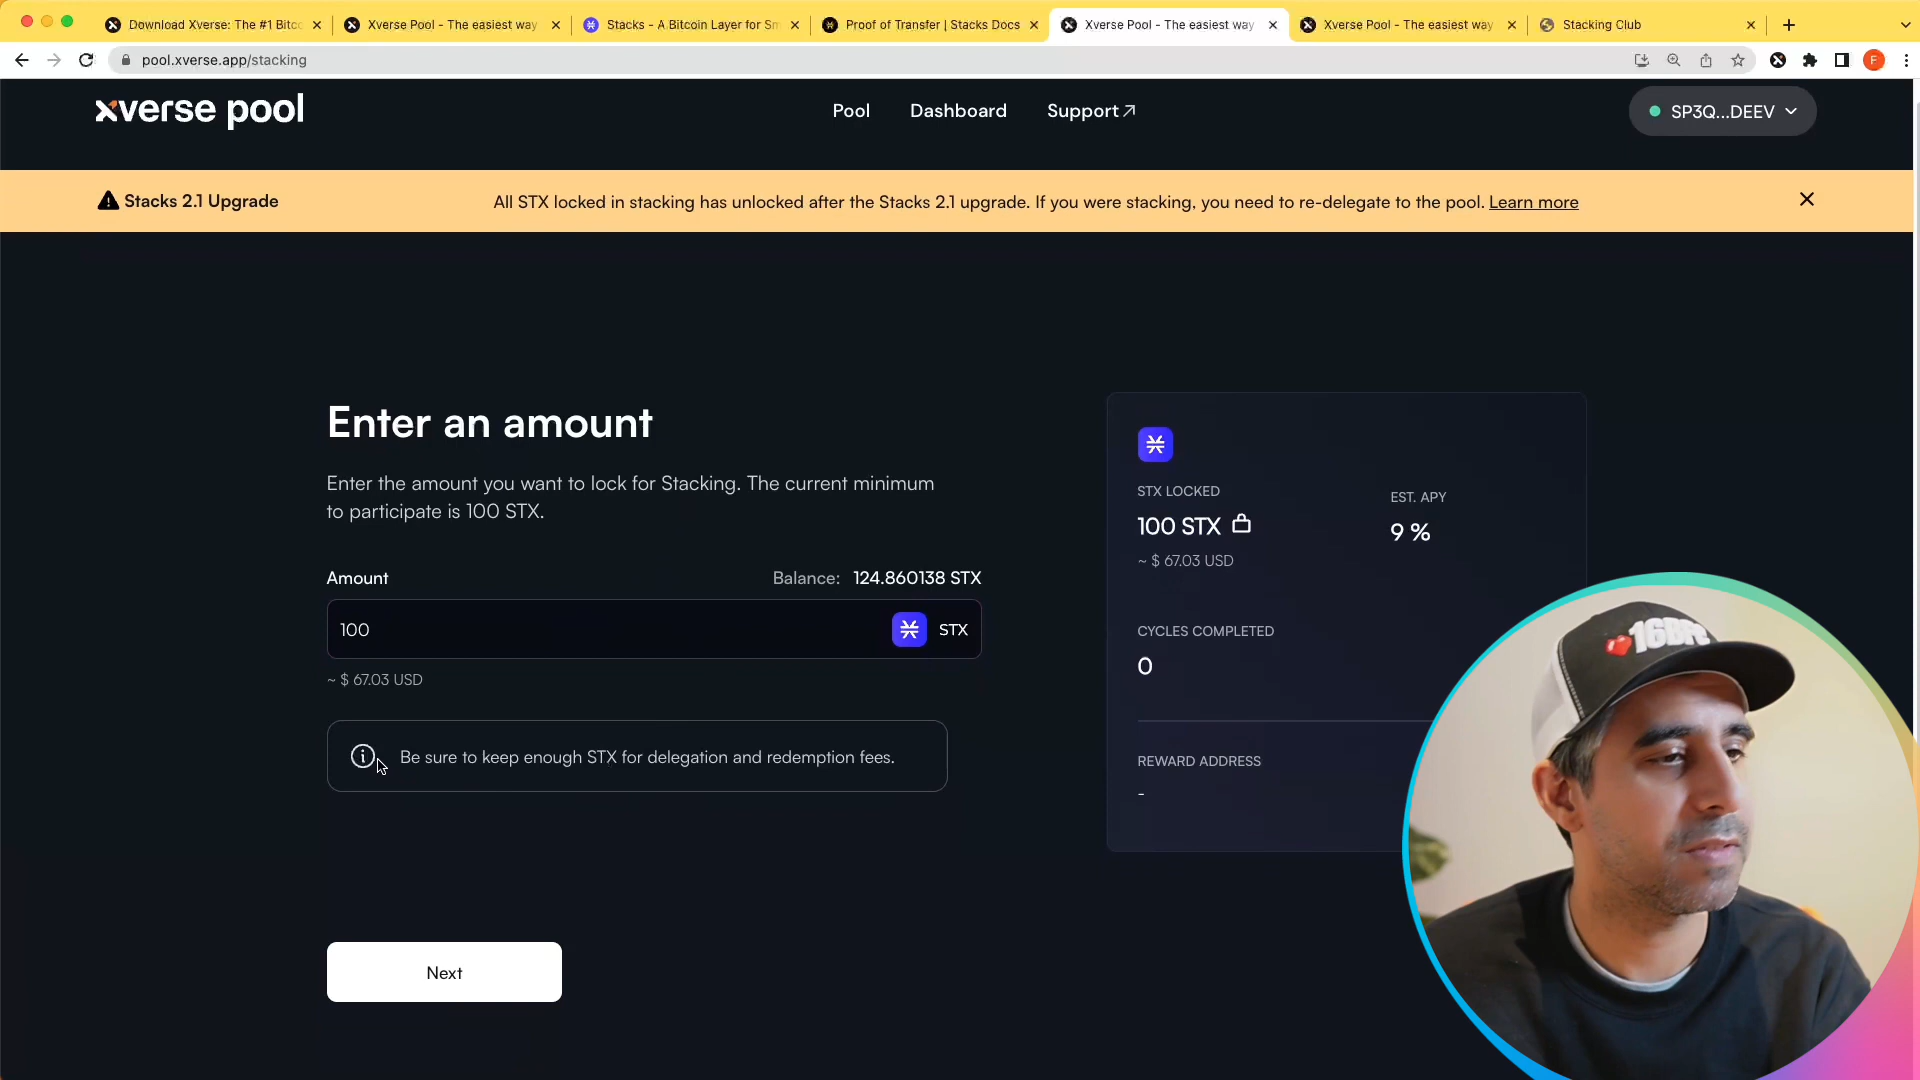 Download Xverse: The #1 Bitcc
Xverse Pool - The easiest way
Stacks - A Bitcoin Layer for Sm
Proof of Transfer | Stacks Docs
Xverse Pool - The easiest way
Xverse Pool - The easiest way
Stacking Club
pool.xverse.app/stacking
F
xverse pool
Pool
Dashboard
Support
SP3Q...DEEV
Stacks 2.1 Upgrade
All STX locked in stacking has unlocked after the Stacks 2.1 upgrade. If you were stacking, you need to re-delegate to the pool. Learn more
Enter an amount
Enter the amount you want to lock for Stacking. The current minimum
to participate is 100 STX.
Amount
Balance: 124.860138 STX
100
STX
~ $ 67.03 USD
Be sure to keep enough STX for delegation and redemption fees.
Next
STX LOCKED
100 STX
~ $ 67.03 USD
EST. APY
9 %
CYCLES COMPLETED
0
REWARD ADDRESS
-
16Bit